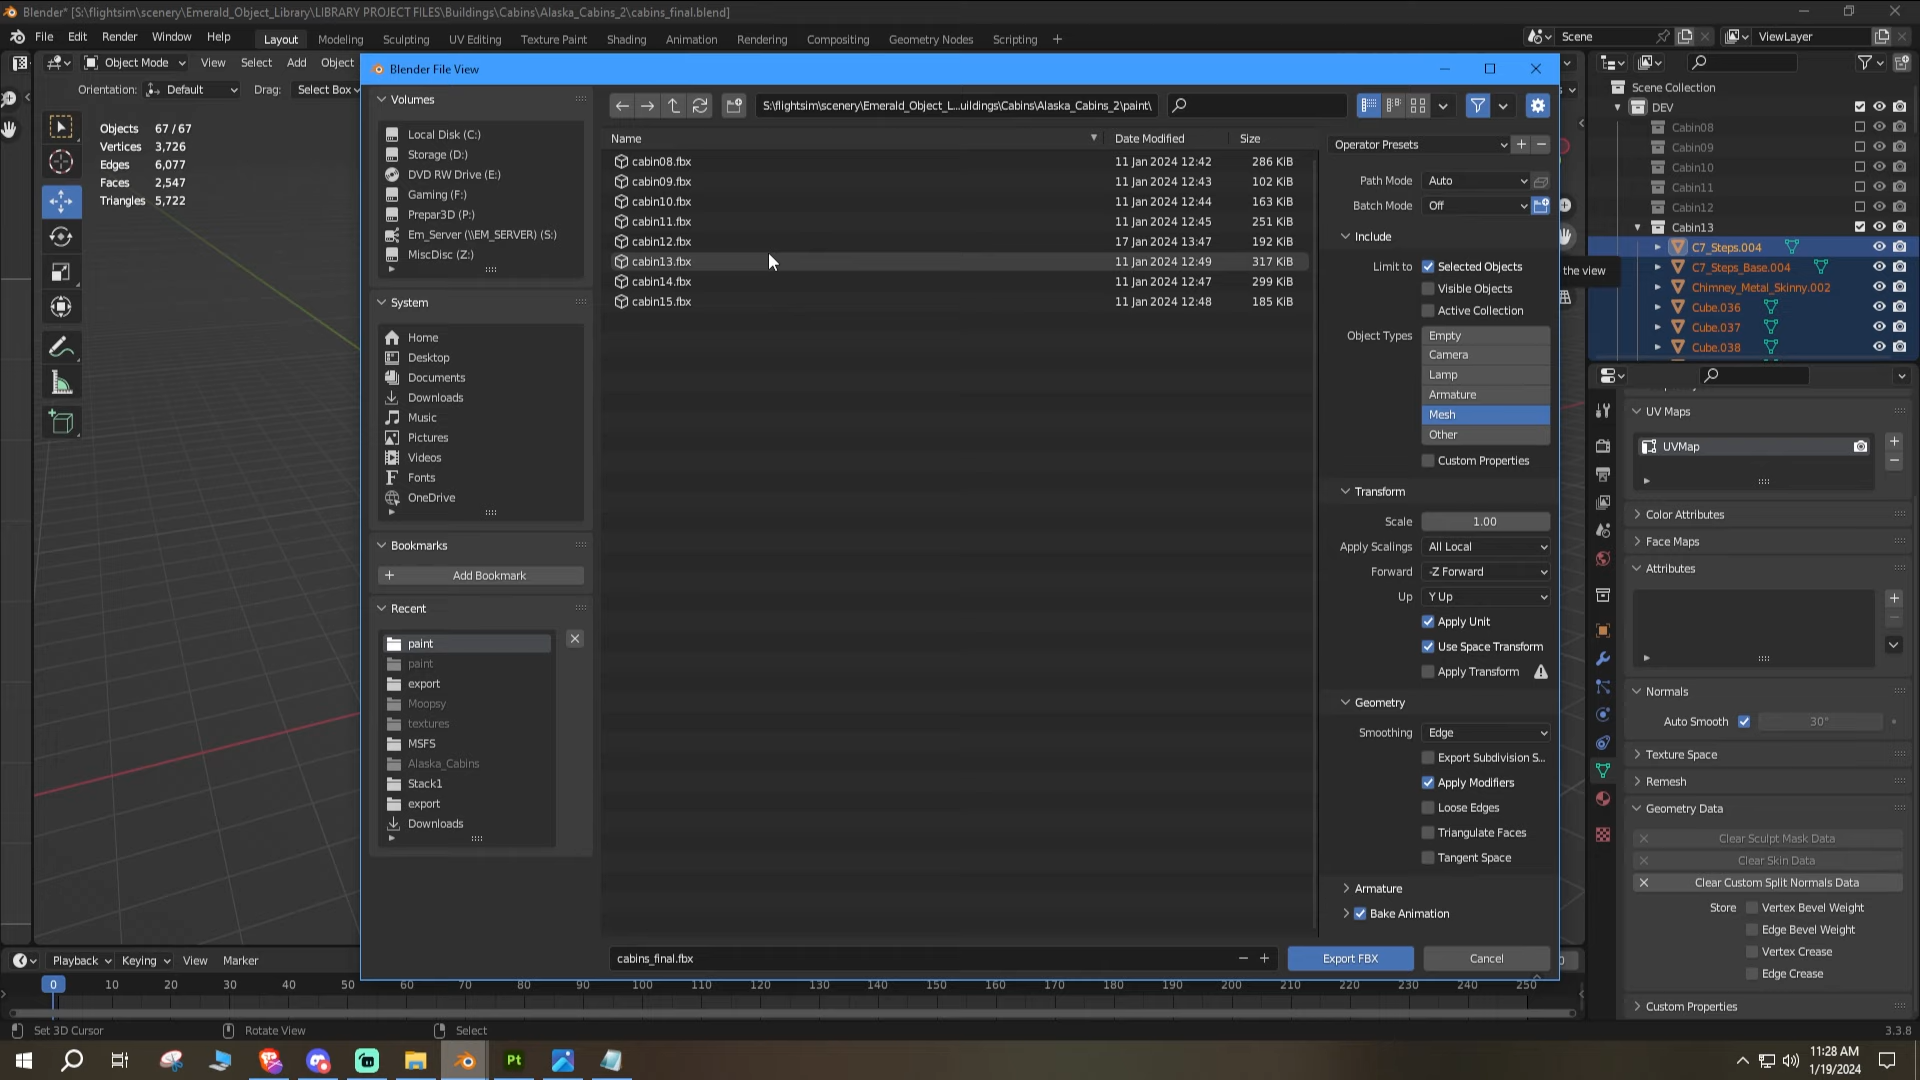 Blender* [S:\flightsim\scenery\Emerald_Object_Library\LIBRARY PROJECT FILES\Buildings\Cabins\Alaska_Cabins_2\cabins_final.blend]
File Edit Render Window Help Layout Modeling Sculpting UV Editing Texture Paint Shading Animation Rendering Compositing Geometry Nodes Scripting Scene ViewLayer
Object Mode View Select Add Object
Orientation: Default Drag: Select Box
Objects 67 / 67
Vertices 3,726
Edges 6,077
Faces 2,547
Triangles 5,722
Blender File View
Volumes
Local Disk (C:)
Storage (D:)
DVD RW Drive (E:)
Gaming (F:)
Prepar3D (P:)
Em_Server (\\EM_SERVER) (S:)
MiscDisc (Z:)
System
Home
Desktop
Documents
Downloads
Music
Pictures
Videos
Fonts
OneDrive
Bookmarks
Add Bookmark
Recent
paint
paint
export
Moopsy
textures
MSFS
Alaska_Cabins
Stack1
export
Downloads
S:\flightsim\scenery\Emerald_Object_L...uildings\Cabins\Alaska_Cabins_2\paint\
Name Date Modified Size
cabin08.fbx 11 Jan 2024 12:42 286 KiB
cabin09.fbx 11 Jan 2024 12:43 102 KiB
cabin10.fbx 11 Jan 2024 12:44 163 KiB
cabin11.fbx 11 Jan 2024 12:45 251 KiB
cabin12.fbx 17 Jan 2024 13:47 192 KiB
cabin13.fbx 11 Jan 2024 12:49 317 KiB
cabin14.fbx 11 Jan 2024 12:47 299 KiB
cabin15.fbx 11 Jan 2024 12:48 185 KiB
cabins_final.fbx
Operator Presets
Path Mode Auto
Batch Mode Off
Include
Limit to Selected Objects
Visible Objects
Active Collection
Object Types Empty
Camera
Lamp
Armature
Mesh
Other
Custom Properties
Transform
Scale 1.00
Apply Scalings All Local
Forward -Z Forward
Up Y Up
Apply Unit
Use Space Transform
Apply Transform
Geometry
Smoothing Edge
Export Subdivision S...
Apply Modifiers
Loose Edges
Triangulate Faces
Tangent Space
Armature
Bake Animation
Export FBX Cancel
the view
Scene Collection
DEV
Cabin08
Cabin09
Cabin10
Cabin11
Cabin12
Cabin13
C7_Steps.004
C7_Steps_Base.004
Chimney_Metal_Skinny.002
Cube.036
Cube.037
Cube.038
UV Maps
UVMap
Color Attributes
Face Maps
Attributes
Normals
Auto Smooth 30°
Texture Space
Remesh
Geometry Data
Clear Sculpt Mask Data
Clear Skin Data
Clear Custom Split Normals Data
Store Vertex Bevel Weight
Edge Bevel Weight
Vertex Crease
Edge Crease
Custom Properties
Playback Keying View Marker
0 10 20 30 40 50 60 70 80 90 100 110 120 130 140 150 160 170 180 190 200 210 220 230 240 250
Set 3D Cursor Rotate View Select 3.3.8
Pt
11:28 AM
1/19/2024